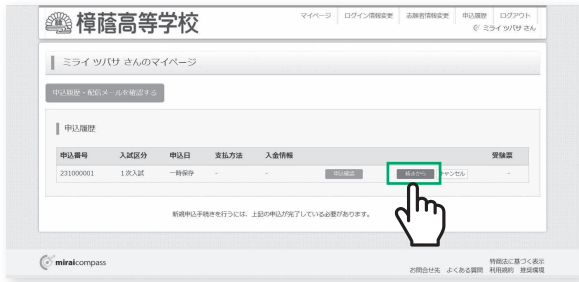 樟蔭高等学校
マイページ ログイン情報変更 志願者情報変更 申込履歴 ログアウト
ミライ ツバサ さん
ミライ ツバサ さんのマイページ
申込履歴・配信メールを確認する
申込履歴
申込番号 入試区分 申込日 支払方法 入金情報 受験票
231000001 1次入試 一時保存 - - 申込確認 続きから キャンセル -
新規申込手続きを行うには、上記の申込が完了している必要があります。
miraicompass
特商法に基づく表示
お問合せ先 よくある質問 利用規約 推奨環境